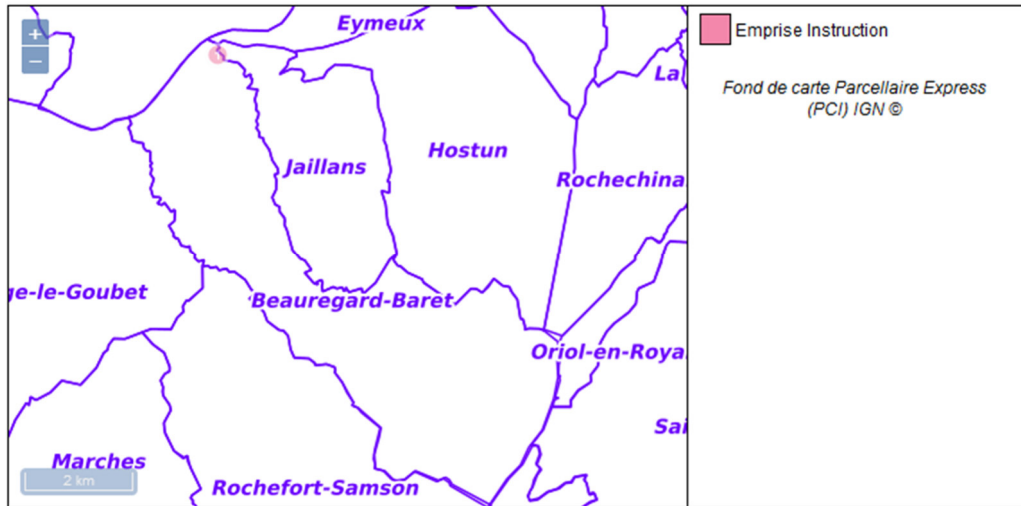 Eymeux
+
−
La
Jaillans
Hostun
Rochechina
ge-le-Goubet
Beauregard-Baret
Oriol-en-Roya
Sai
Marches
2 km
Rochefort-Samson
Emprise Instruction
Fond de carte Parcellaire Express
(PCI) IGN ©